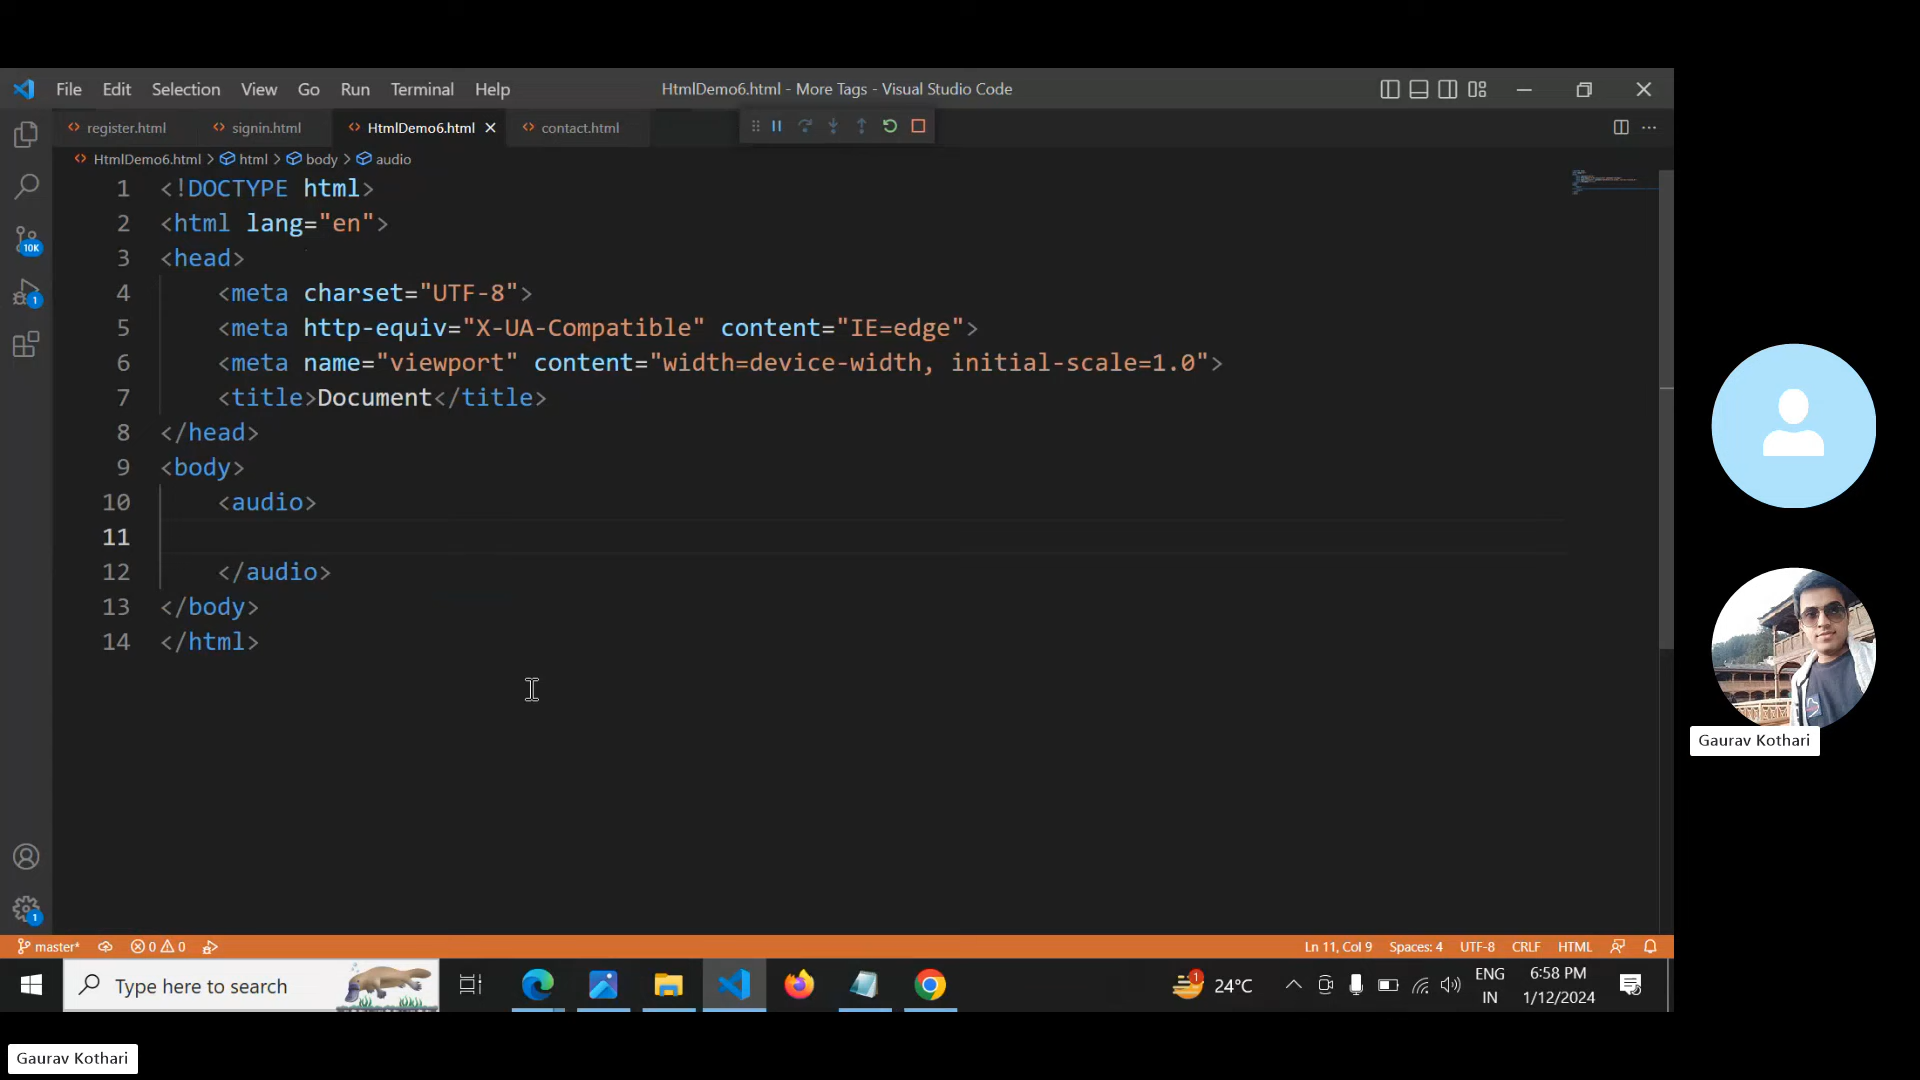 File Edit Selection View Go Run Terminal Help HtmlDemo6.html - More Tags - Visual Studio Code
register.html signin.html HtmlDemo6.html contact.html
HtmlDemo6.html > html > body > audio
1 <!DOCTYPE html>
2 <html lang="en">
3 <head>
4 <meta charset="UTF-8">
5 <meta http-equiv="X-UA-Compatible" content="IE=edge">
6 <meta name="viewport" content="width=device-width, initial-scale=1.0">
7 <title>Document</title>
8 </head>
9 <body>
10 <audio>
11
12 </audio>
13 </body>
14 </html>
10K
1
1
Gaurav Kothari
master* 0 0 Ln 11, Col 9 Spaces: 4 UTF-8 CRLF HTML
Type here to search 1 24°C ENG IN 6:58 PM 1/12/2024
Gaurav Kothari